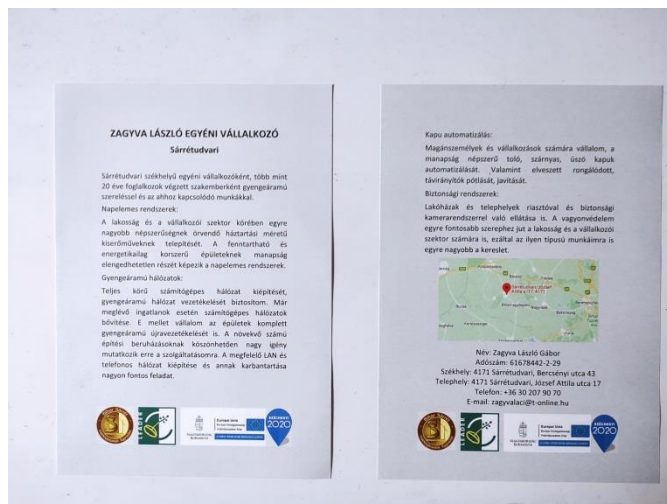 ZAGYVA LÁSZLÓ EGYÉNI VÁLLALKOZÓ
Sárrétudvari
Sárrétudvari székhelyű egyéni vállalkozóként, több mint
20 éve foglalkozok végzett szakemberként gyengeáramú
szereléssel és az ahhoz kapcsolódó munkákkal.
Napelemes rendszerek:
A lakosság és a vállalkozói szektor körében egyre
nagyobb népszerűségnek örvendő háztartási méretű
kiserőműveknek telepítését. A fenntartható és
energetikailag korszerű épületeknek manapság
elengedhetetlen részét képezik a napelemes rendszerek.
Gyengeáramú hálózatok:
Teljes körű számítógépes hálózat kiépítését,
gyengeáramú hálózat vezetékelését biztosítom. Már
meglévő ingatlanok esetén számítógépes hálózatok
bővítése. E mellet vállalom az épületek komplett
gyengeáramú újravezetékelését is. A növekvő számú
építési beruházásoknak köszönhetően nagy igény
mutatkozik erre a szolgáltatásomra. A megfelelő LAN és
telefonos hálózat kiépítése és annak karbantartása
nagyon fontos feladat.
Európai Unió
SZÉCHENYI
2020
Kapu automatizálás:
Magánszemélyek és vállalkozások számára vállalom, a
manapság népszerű toló, szárnyas, úszó kapuk
automatizálását. Valamint elveszett rongálódott,
távirányítók pótlását, javítását.
Biztonsági rendszerek:
Lakóházak és telephelyek riasztóval és biztonsági
kamerarendszerrel való ellátása is. A vagyonvédelem
egyre fontosabb szerephez jut a lakosság és a vállalkozói
szektor számára is, ezáltal az ilyen típusú munkáimra is
egyre nagyobb a kereslet.
Név: Zagyva László Gábor
Adószám: 61678442-2-29
Székhely: 4171 Sárrétudvari, Bercsényi utca 43
Telephely: 4171 Sárrétudvari, József Attila utca 17
Telefon: +36 30 207 90 70
E-mail: zagyvalaci@t-online.hu
Európai Unió
SZÉCHENYI
2020